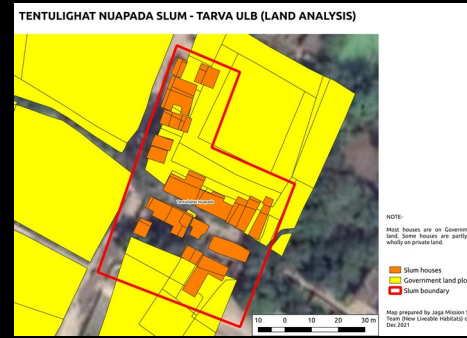 TENTULIGHAT NUAPADA SLUM - TARVA ULB (LAND ANALYSIS)
Tentulighat Nuapada
NOTE-
Most houses are on Governm
land. Some houses are partly
wholly on private land.
Slum houses
Government land plo
Slum boundary
Map prepared by Jaga Mission
Team (New Liveable Habitats) o
Dec 2021
10 0 10 20 30 m